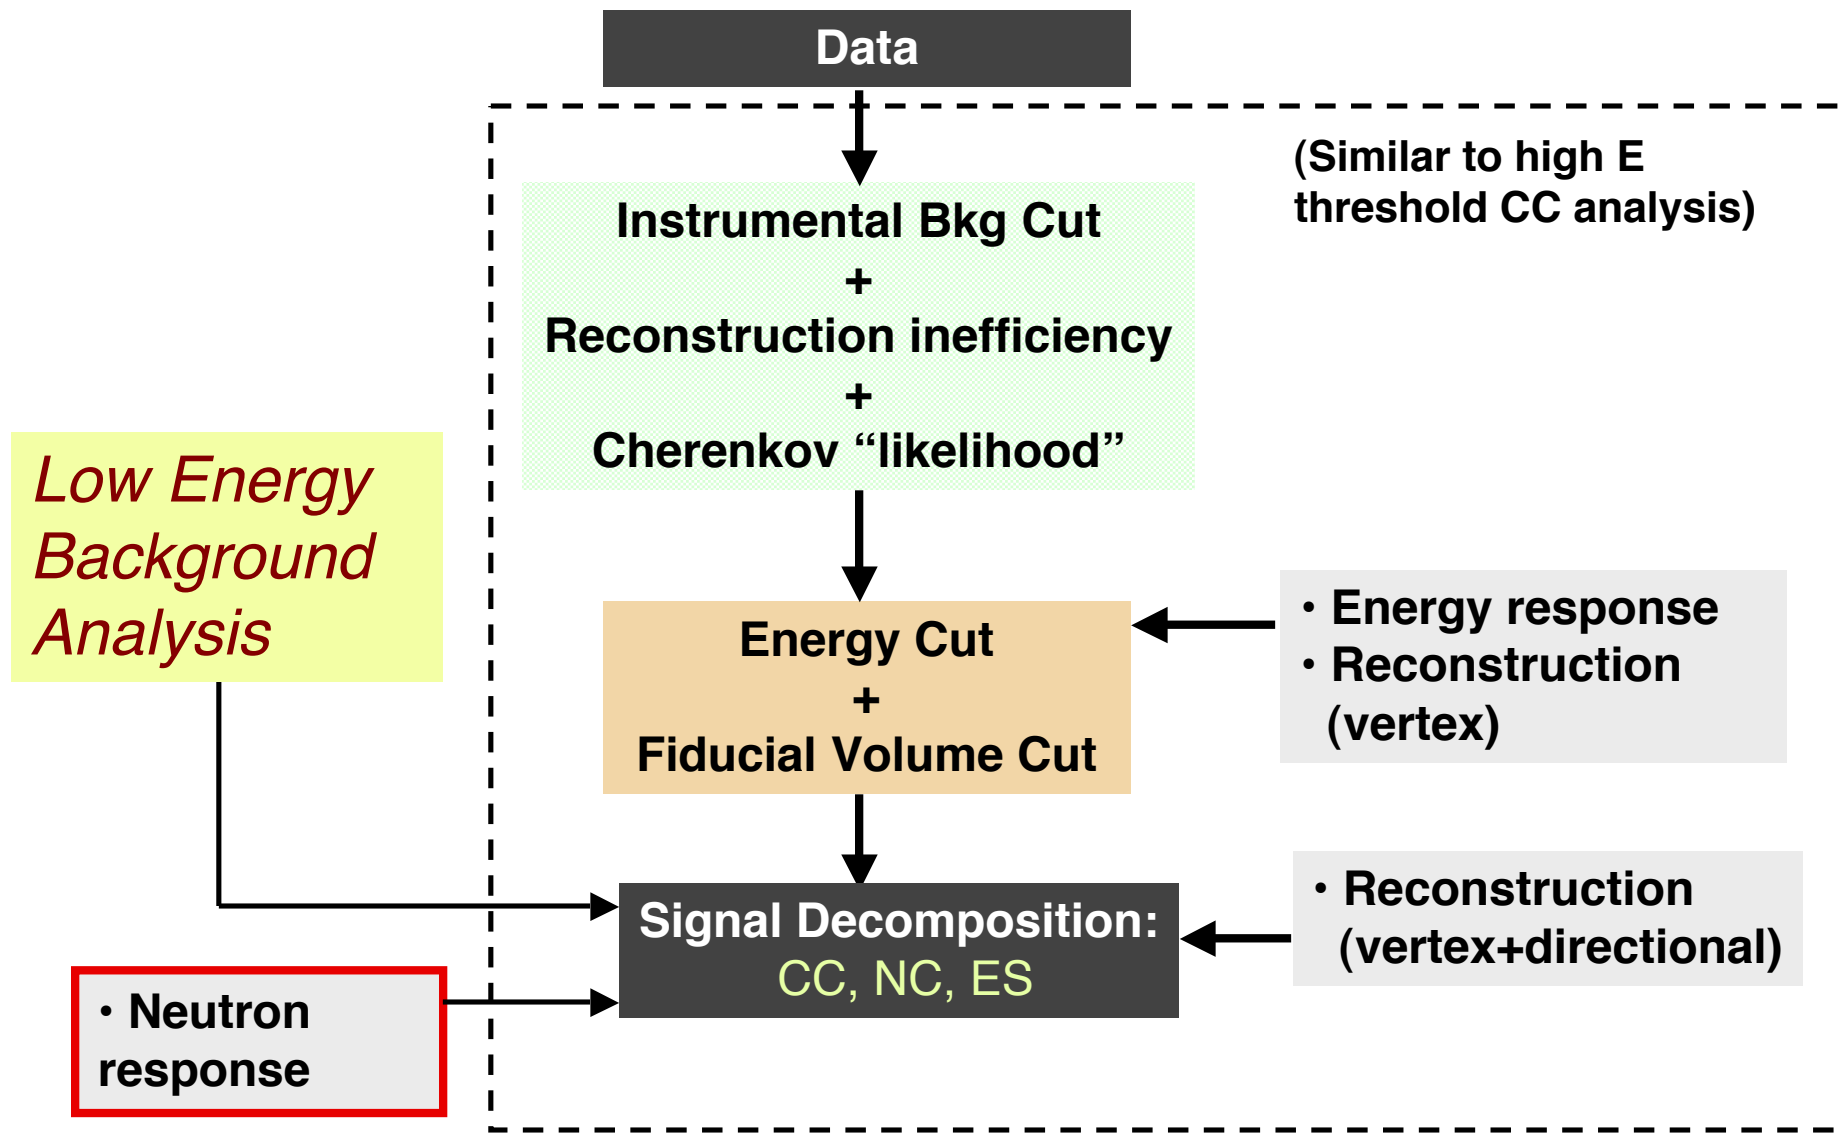 Data
(Similar to high E
threshold CC analysis)
Instrumental Bkg Cut
+
Reconstruction inefficiency
+
Cherenkov “likelihood”
Low Energy
Background
Analysis
Energy Cut
+
Fiducial Volume Cut
• Energy response
• Reconstruction
(vertex)
Signal Decomposition:
CC, NC, ES
• Reconstruction
(vertex+directional)
• Neutron
response